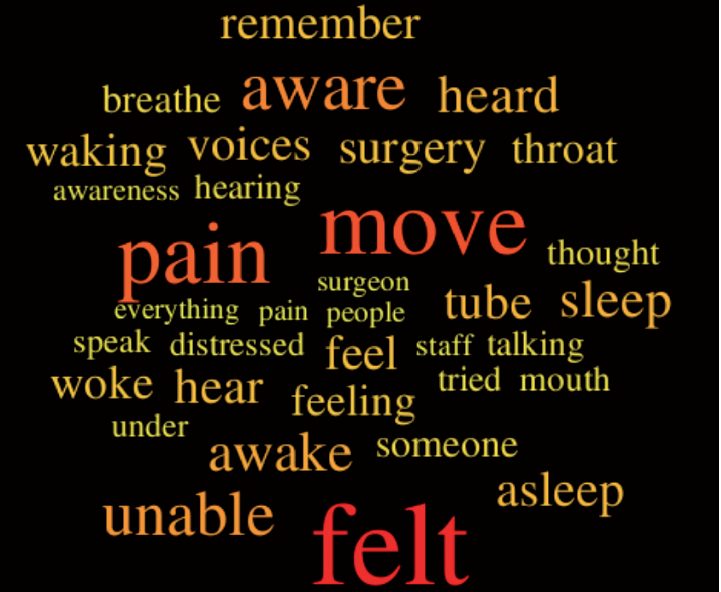 remember
breathe aware heard
waking voices surgery throat
awareness hearing
pain move thought
surgeon
everything pain people tube sleep
speak distressed feel staff talking
woke hear feeling tried mouth
under
awake someone
unable felt asleep